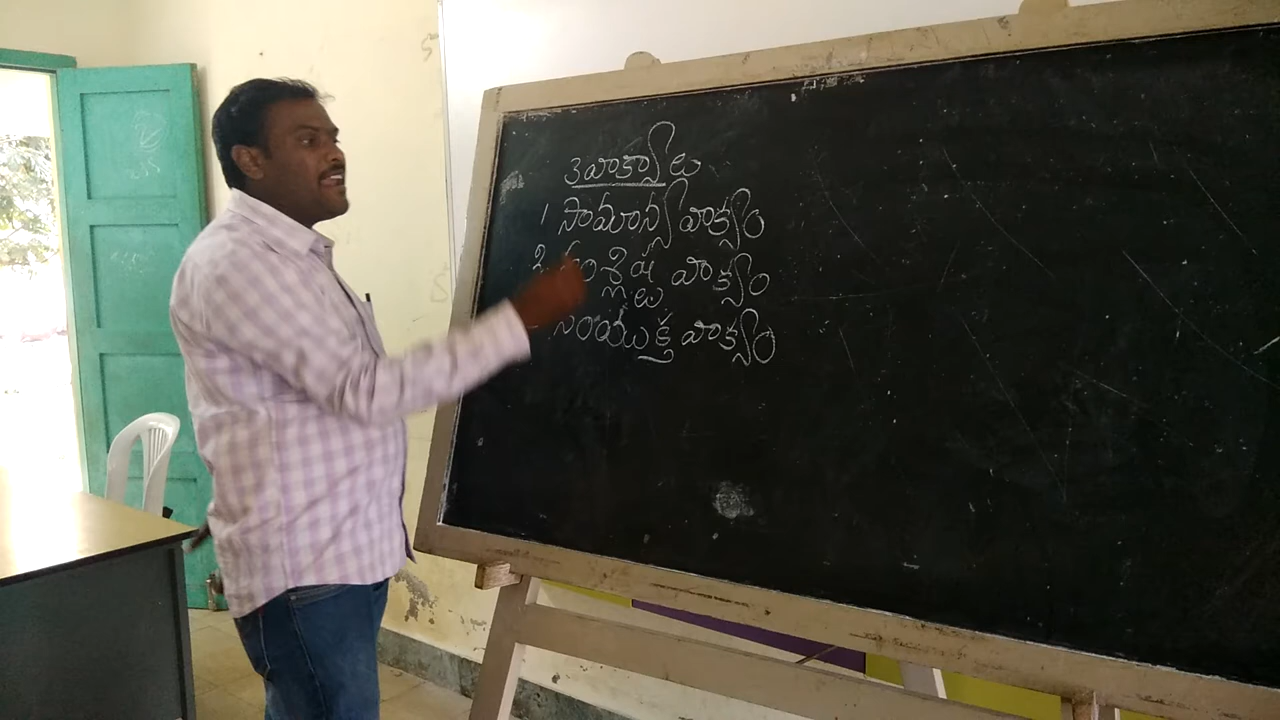 3 వాక్యాలు
1 సామాన్య వాక్యం
2 సంశ్లిష్ట వాక్యం
సంయుక్త వాక్యం